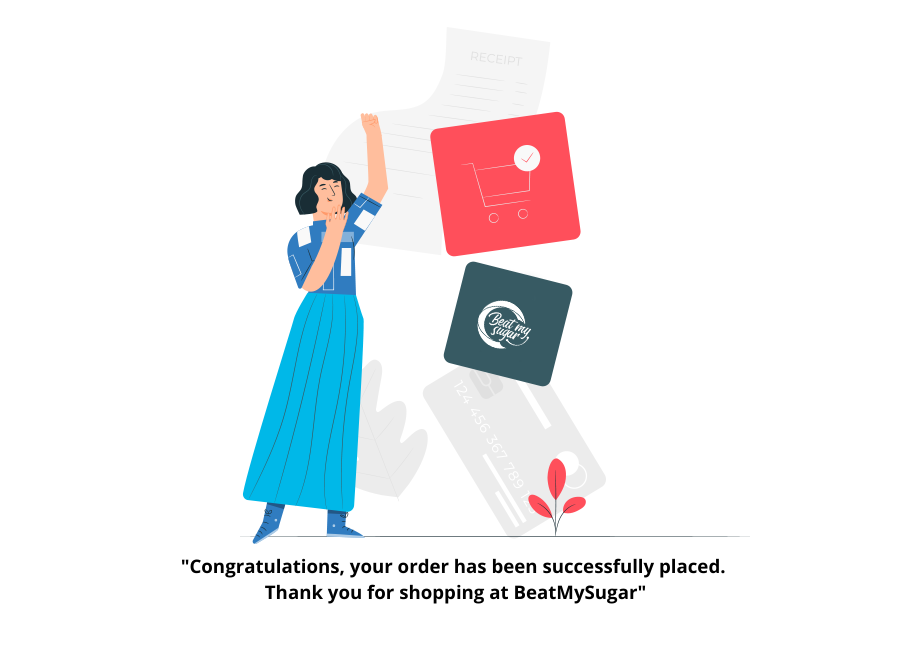 RECEIPT
Beat my
sugar
124 456 367 789
"Congratulations, your order has been successfully placed.
Thank you for shopping at BeatMySugar"